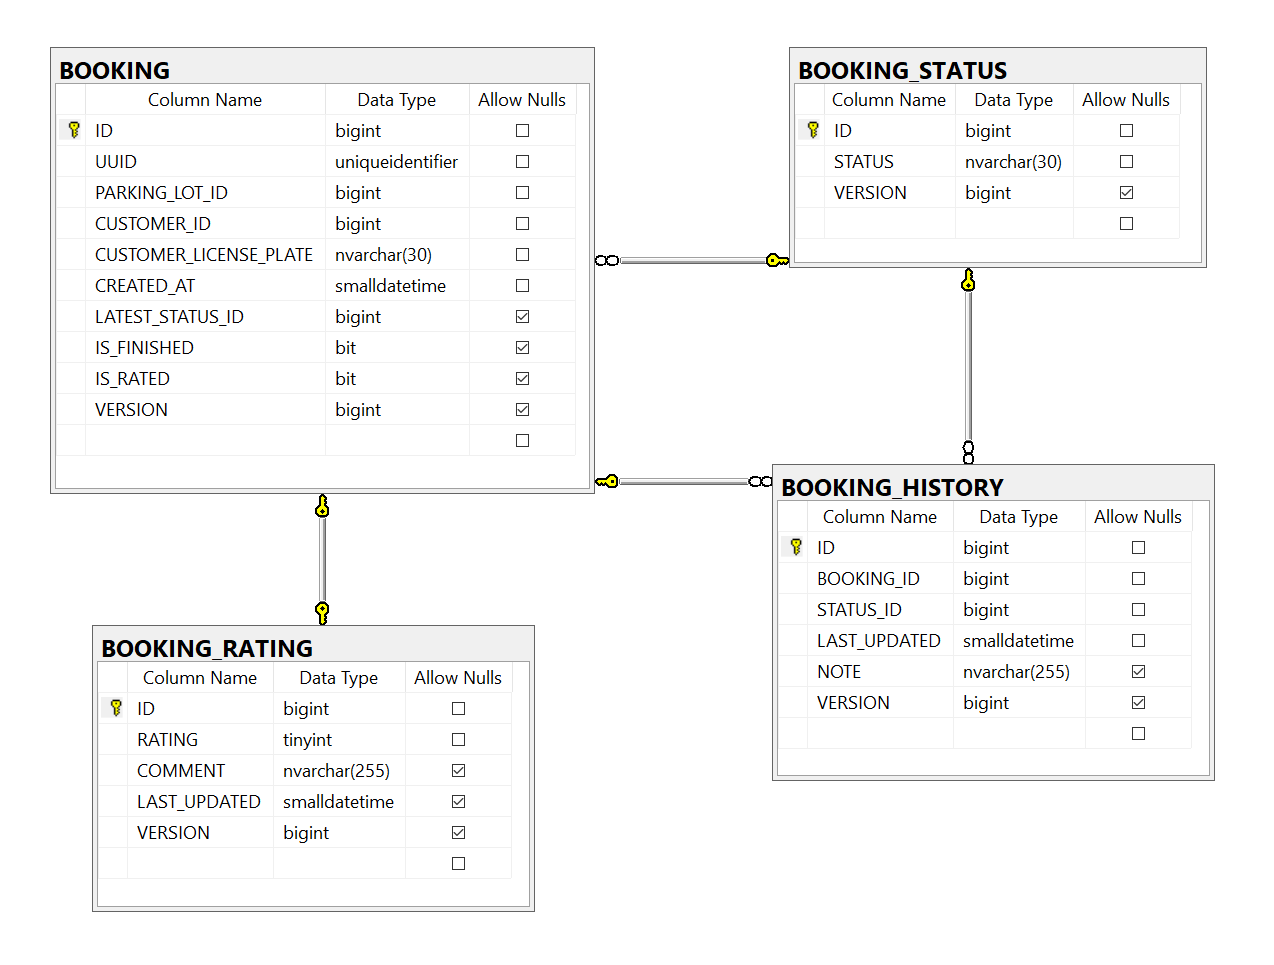 BOOKING
Column Name Data Type Allow Nulls
ID bigint
UUID uniqueidentifier
PARKING_LOT_ID bigint
CUSTOMER_ID bigint
CUSTOMER_LICENSE_PLATE nvarchar(30)
CREATED_AT smalldatetime
LATEST_STATUS_ID bigint
IS_FINISHED bit
IS_RATED bit
VERSION bigint
BOOKING_STATUS
Column Name Data Type Allow Nulls
ID bigint
STATUS nvarchar(30)
VERSION bigint
BOOKING_HISTORY
Column Name Data Type Allow Nulls
ID bigint
BOOKING_ID bigint
STATUS_ID bigint
LAST_UPDATED smalldatetime
NOTE nvarchar(255)
VERSION bigint
BOOKING_RATING
Column Name Data Type Allow Nulls
ID bigint
RATING tinyint
COMMENT nvarchar(255)
LAST_UPDATED smalldatetime
VERSION bigint